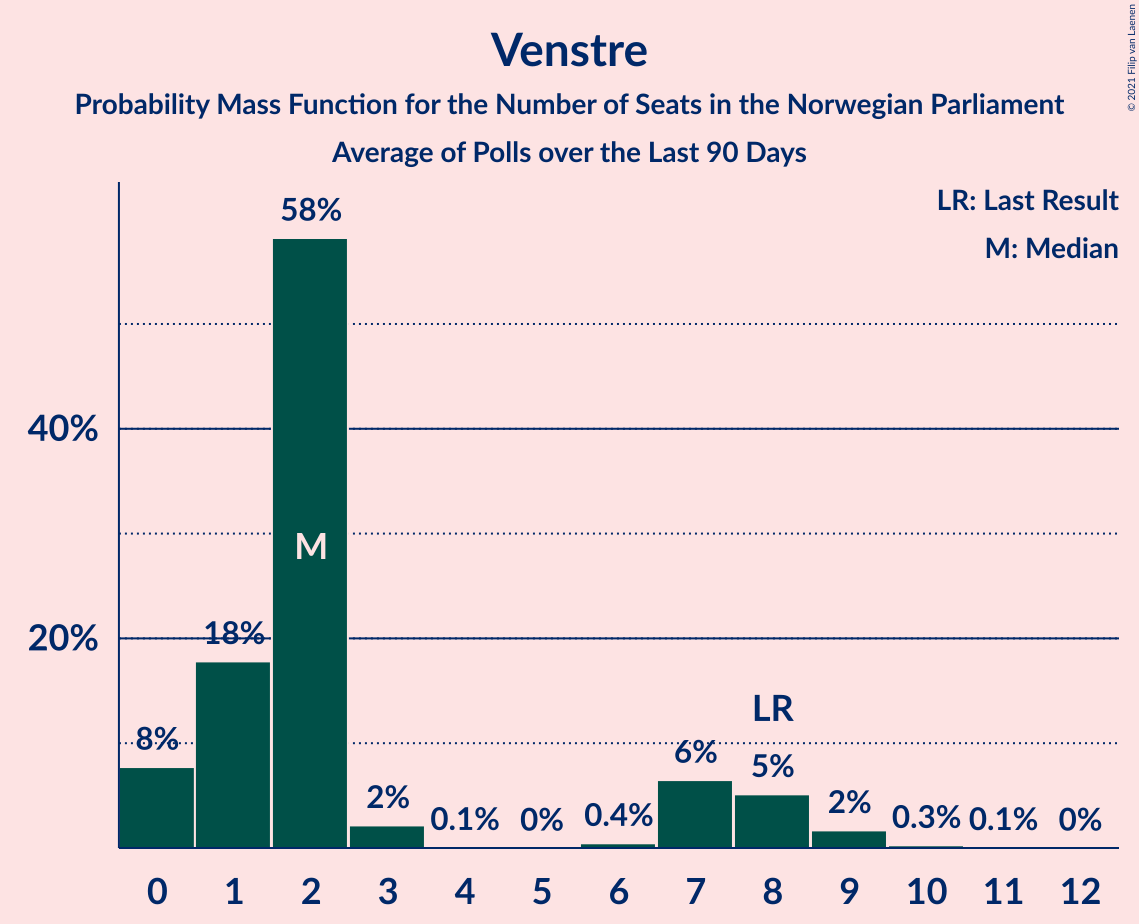 Venstre
Probability Mass Function for the Number of Seats in the Norwegian Parliament
Average of Polls over the Last 90 Days
© 2021 Filip van Laenen
LR: Last Result
M: Median
58%
40%
M
20%
18%
LR
8%
6%
5%
2%
2%
0.1%
0%
0.4%
0.3%
0.1%
0%
0 1 2 3 4 5 6 7 8 9 10 11 12